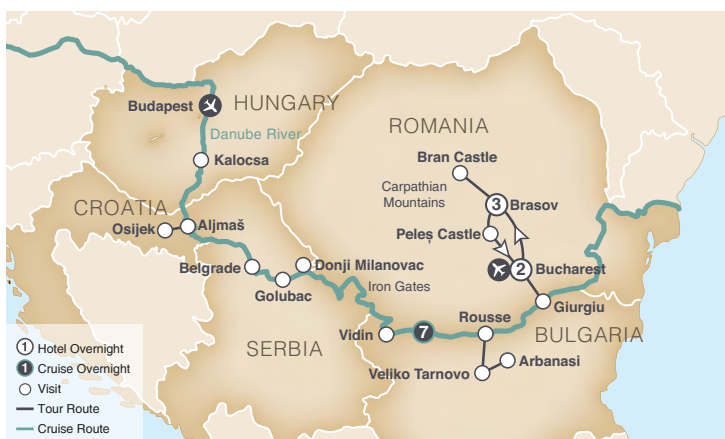 Budapest
HUNGARY
Danube River
ROMANIA
Bran Castle
Kalocsa
Carpathian
Mountains
3
Brasov
CROATIA
Osijek
Aljmaš
Peleș Castle
Belgrade
Donji Milanovac
2
Bucharest
Golubac
Iron Gates
Giurgiu
Rousse
Vidin
7
BULGARIA
SERBIA
Arbanasi
Veliko Tarnovo
1 Hotel Overnight
1 Cruise Overnight
Visit
Tour Route
Cruise Route